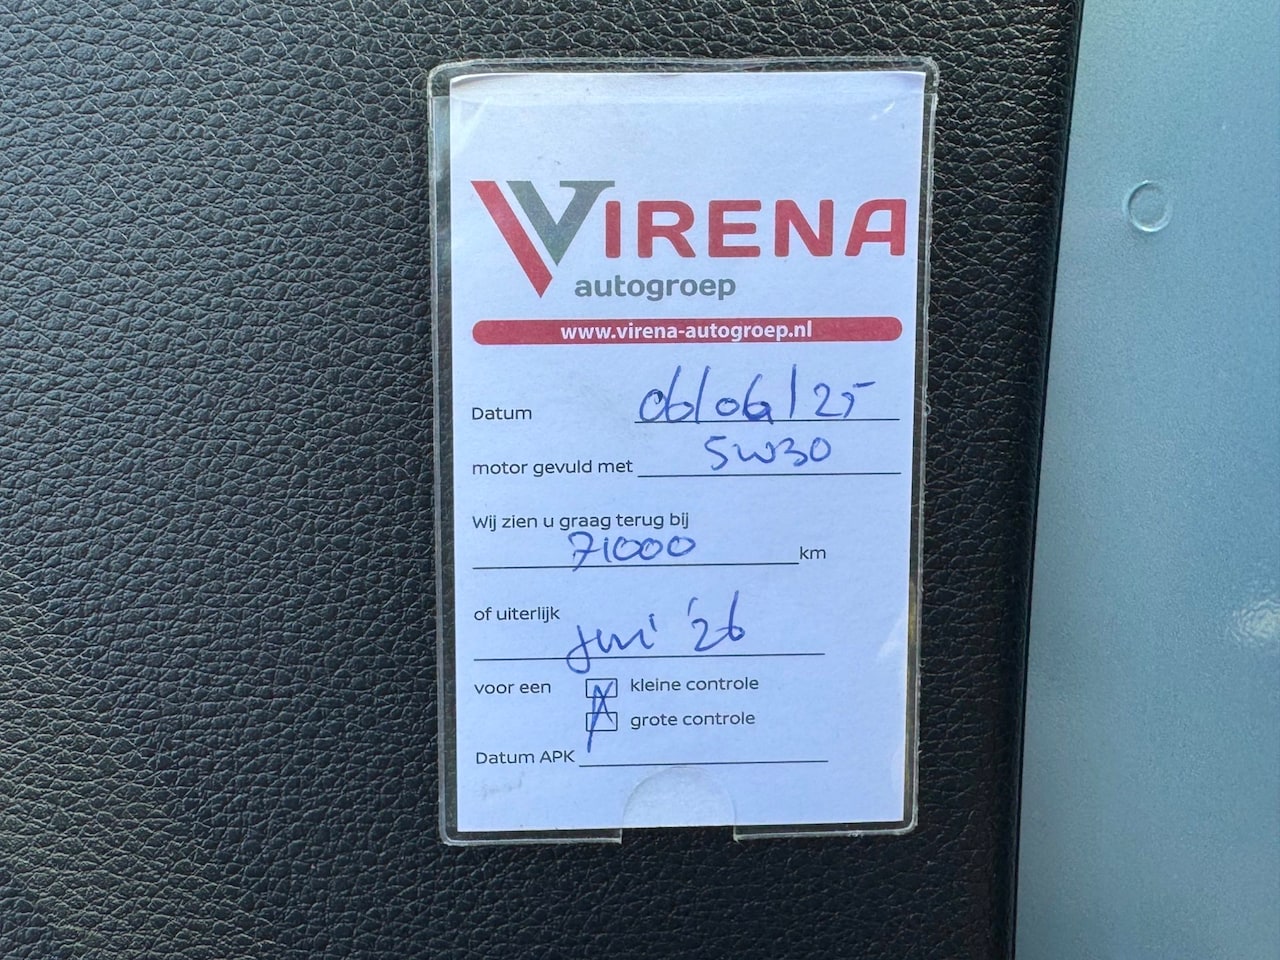 VIRENA
autogroep
www.virena-autogroep.nl
Datum 06/06/25
motor gevuld met 5W30
Wij zien u graag terug bij
71000 km
of uiterlijk
juni '26
voor een kleine controle
grote controle
Datum APK